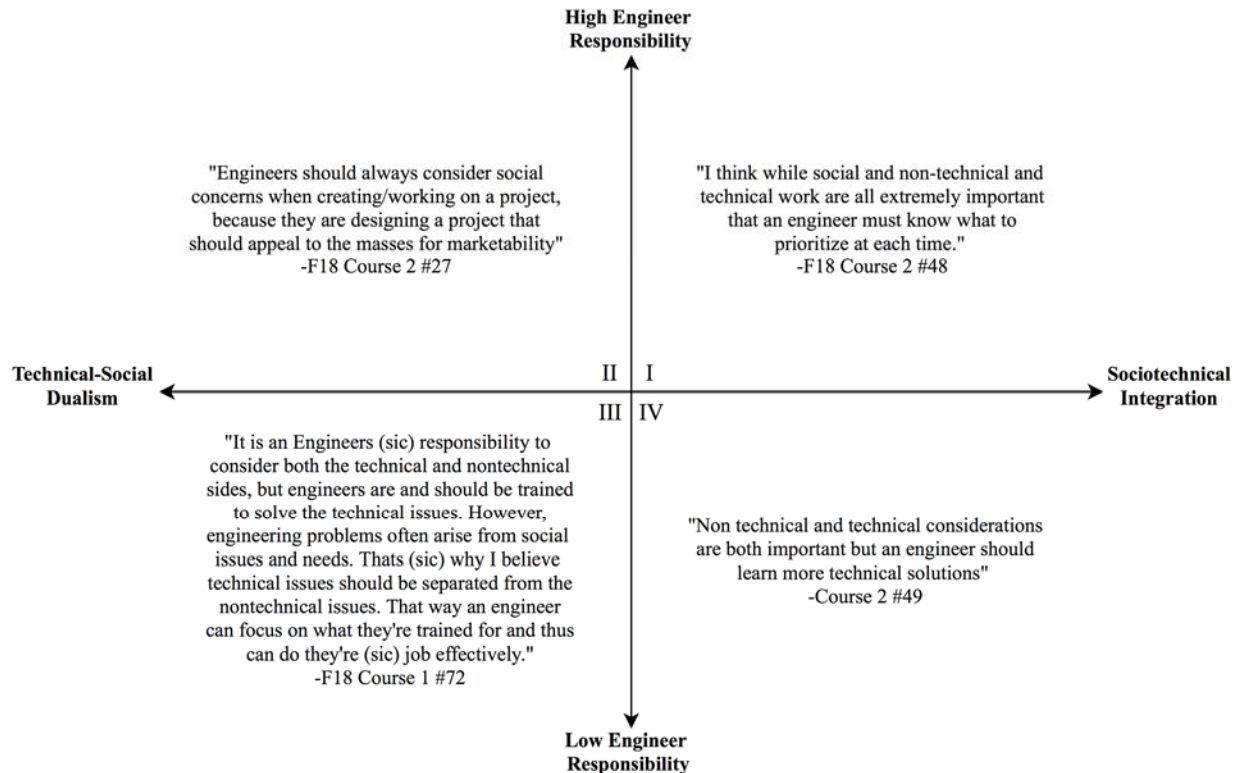 High Engineer
Responsibility
"Engineers should always consider social
concerns when creating/working on a project,
because they are designing a project that
should appeal to the masses for marketability"
-F18 Course 2 #27
"I think while social and non-technical and
technical work are all extremely important
that an engineer must know what to
prioritize at each time."
-F18 Course 2 #48
Technical-Social
Dualism
II
I
Sociotechnical
Integration
III
IV
"It is an Engineers (sic) responsibility to
consider both the technical and nontechnical
sides, but engineers are and should be trained
to solve the technical issues. However,
engineering problems often arise from social
issues and needs. Thats (sic) why I believe
technical issues should be separated from the
nontechnical issues. That way an engineer
can focus on what they're trained for and thus
can do they're (sic) job effectively."
-F18 Course 1 #72
"Non technical and technical considerations
are both important but an engineer should
learn more technical solutions"
-Course 2 #49
Low Engineer
Responsibility